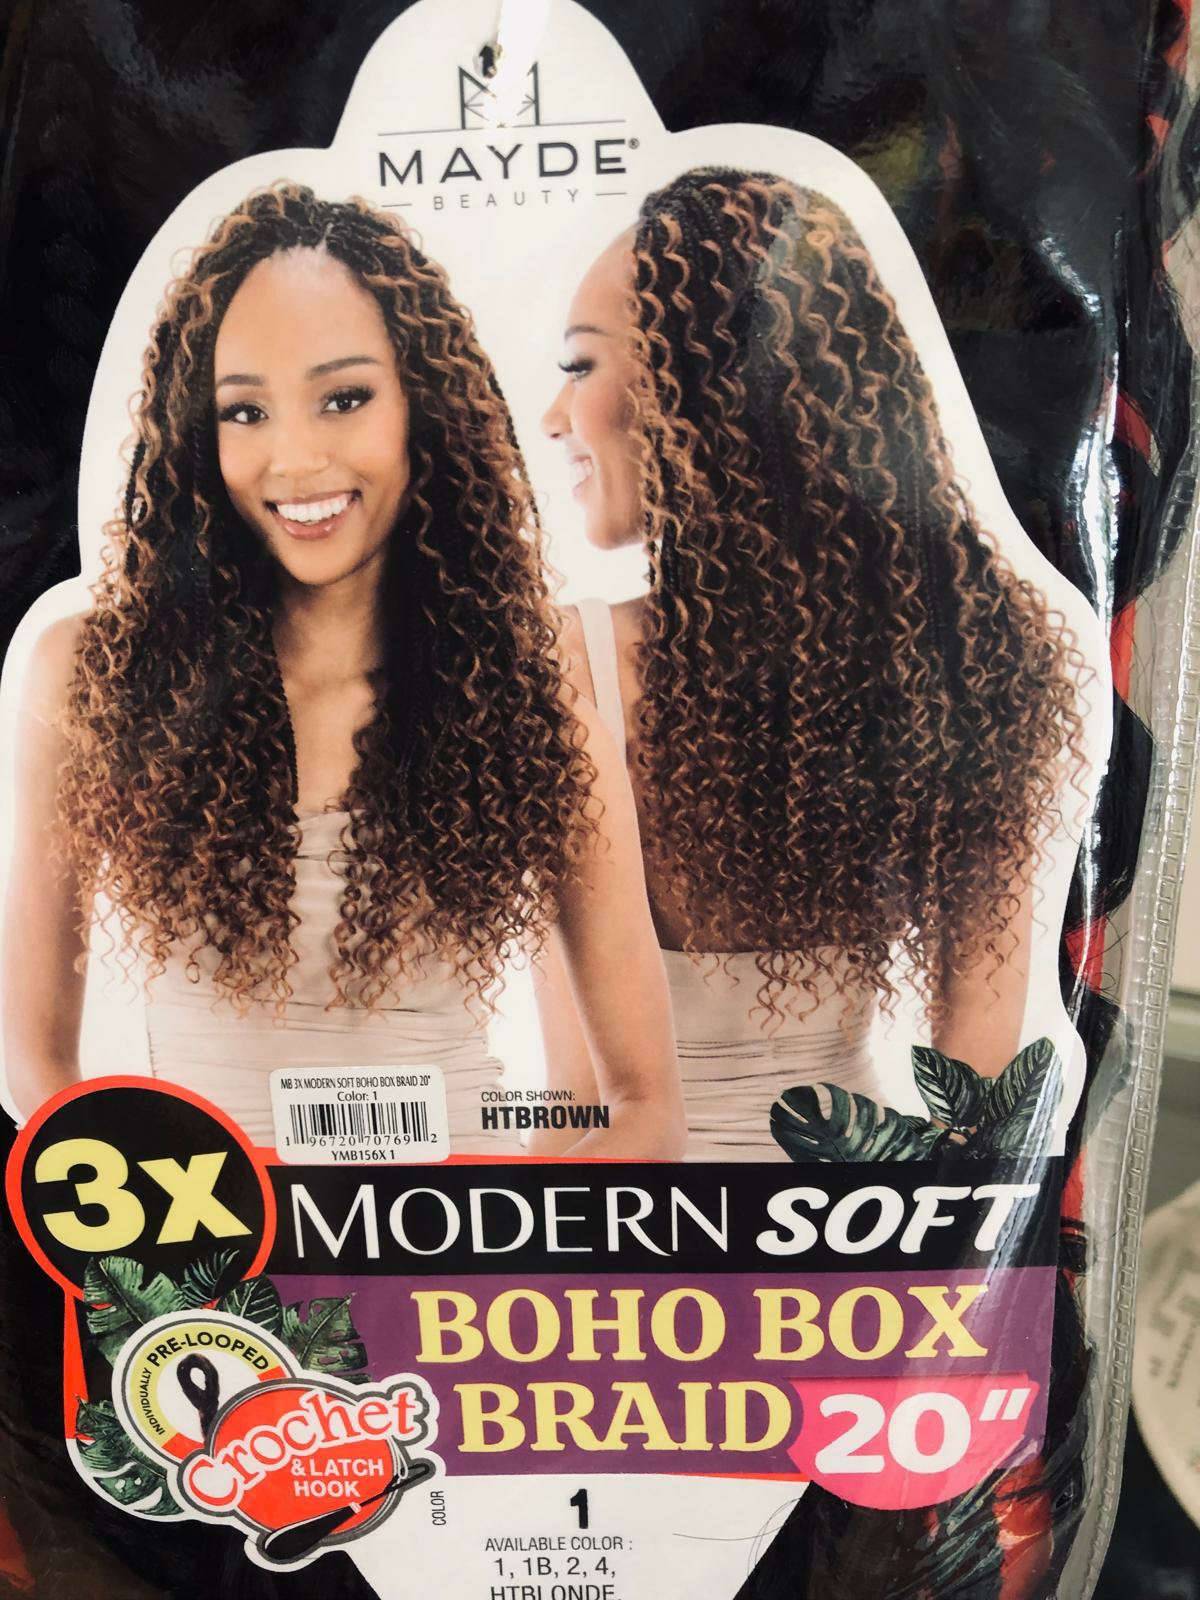 MAYDE®
BEAUTY
MB 3X MODERN SOFT BOHO BOX BRAID 20"
Color: 1
1 96720 70769 2
YMB156X 1
COLOR SHOWN:
HTBROWN
3X
MODERN SOFT
BOHO BOX
BRAID 20"
INDIVIDUALLY PRE-LOOPED
Crochet
& LATCH
HOOK
COLOR
1
AVAILABLE COLOR :
1, 1B, 2, 4,
HTBLONDE,